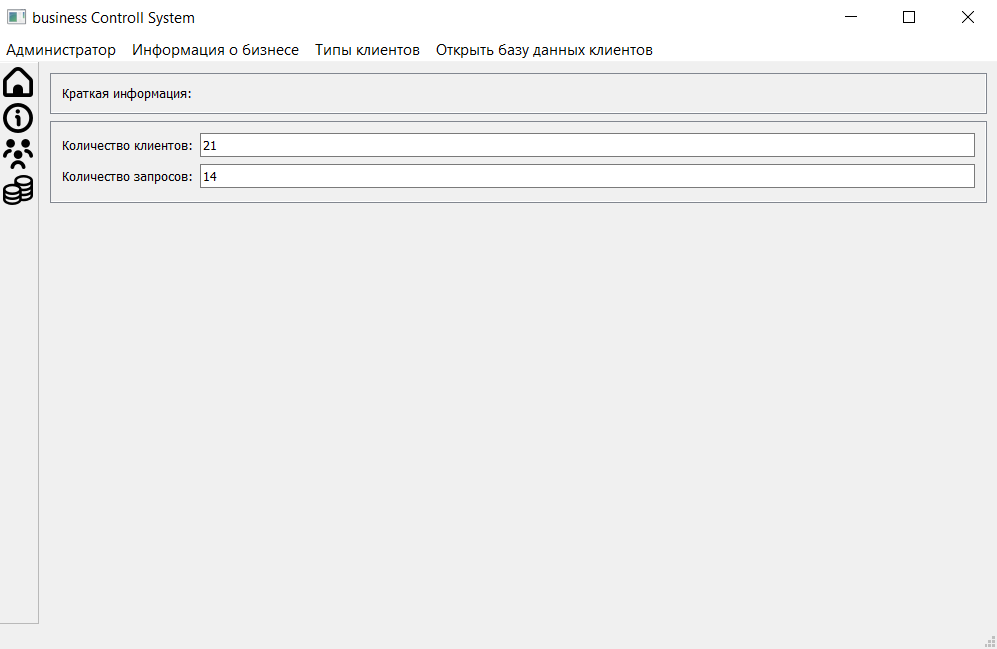 business Controll System
Администратор Информация о бизнесе Типы клиентов Открыть базу данных клиентов
Краткая информация:
Количество клиентов: 21
Количество запросов: 14